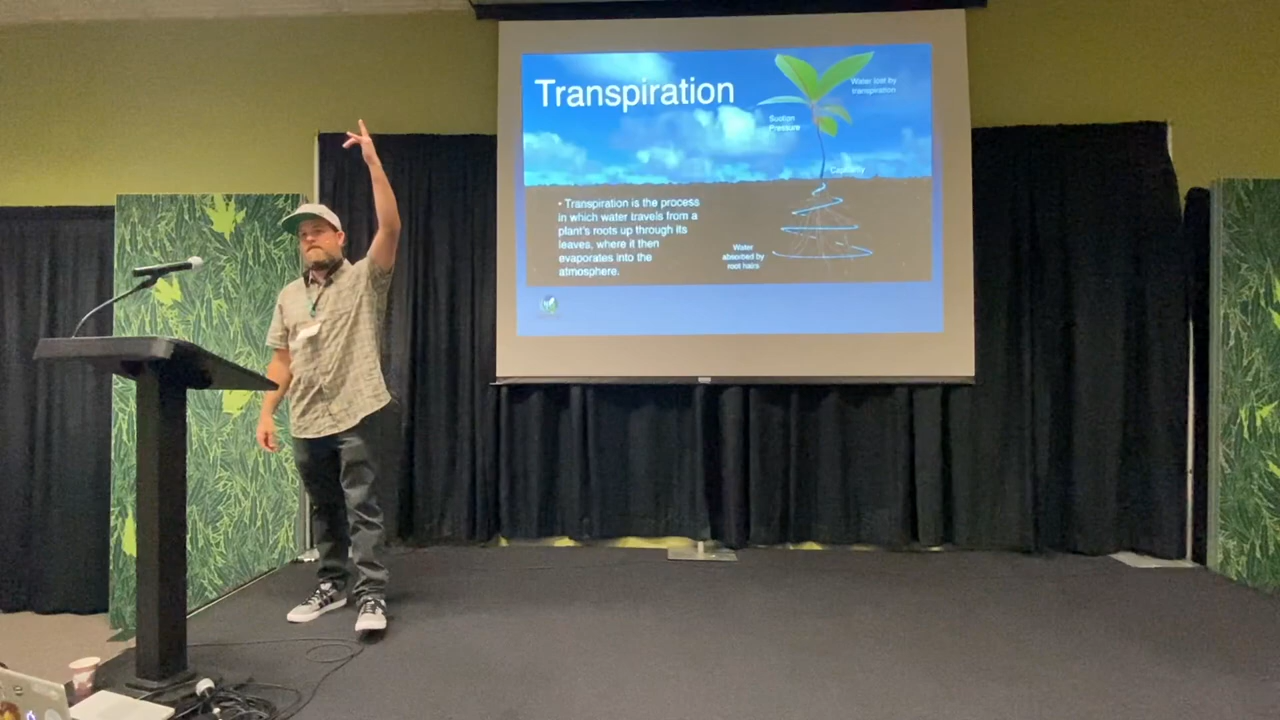 Transpiration
Water lost by
transpiration
Suction
Pressure
Capillarity
• Transpiration is the process
in which water travels from a
plant's roots up through its
leaves, where it then
evaporates into the
atmosphere.
Water
absorbed by
root hairs